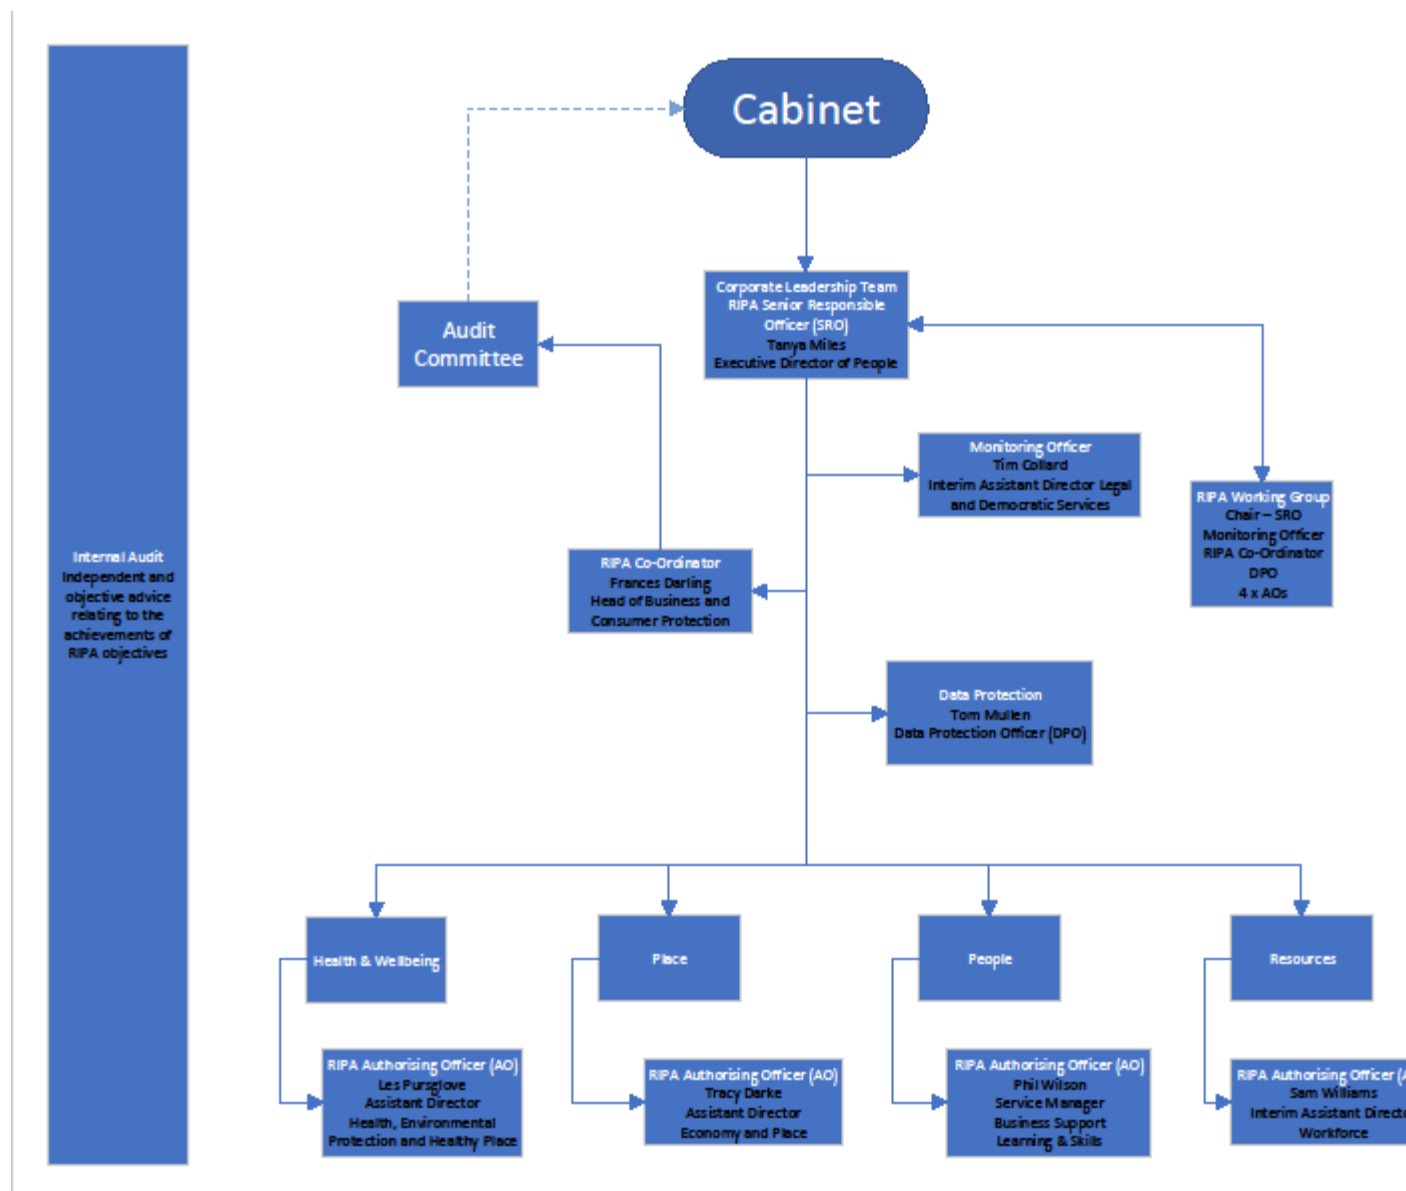 Cabinet
Corporate Leadership Team
RIPA Senior Responsible
Officer (SRO)
Tanya Miles
Executive Director of People
Audit
Committee
Monitoring Officer
Tim Collard
Interim Assistant Director Legal
and Democratic Services
RIPA Working Group
Chair – SRO
Monitoring Officer
RIPA Co-Ordinator
DPO
4 x AOs
Internal Audit
Independent and
objective advice
relating to the
achievements of
RIPA objectives
RIPA Co-Ordinator
Frances Darling
Head of Business and
Consumer Protection
Data Protection
Tom Mullen
Data Protection Officer (DPO)
Health & Wellbeing
Place
People
Resources
RIPA Authorising Officer (AO)
Les Pursglove
Assistant Director
Health, Environmental
Protection and Healthy Place
RIPA Authorising Officer (AO)
Tracy Darke
Assistant Director
Economy and Place
RIPA Authorising Officer (AO)
Phil Wilson
Service Manager
Business Support
Learning & Skills
RIPA Authorising Officer
Sam Williams
Interim Assistant
Workforce